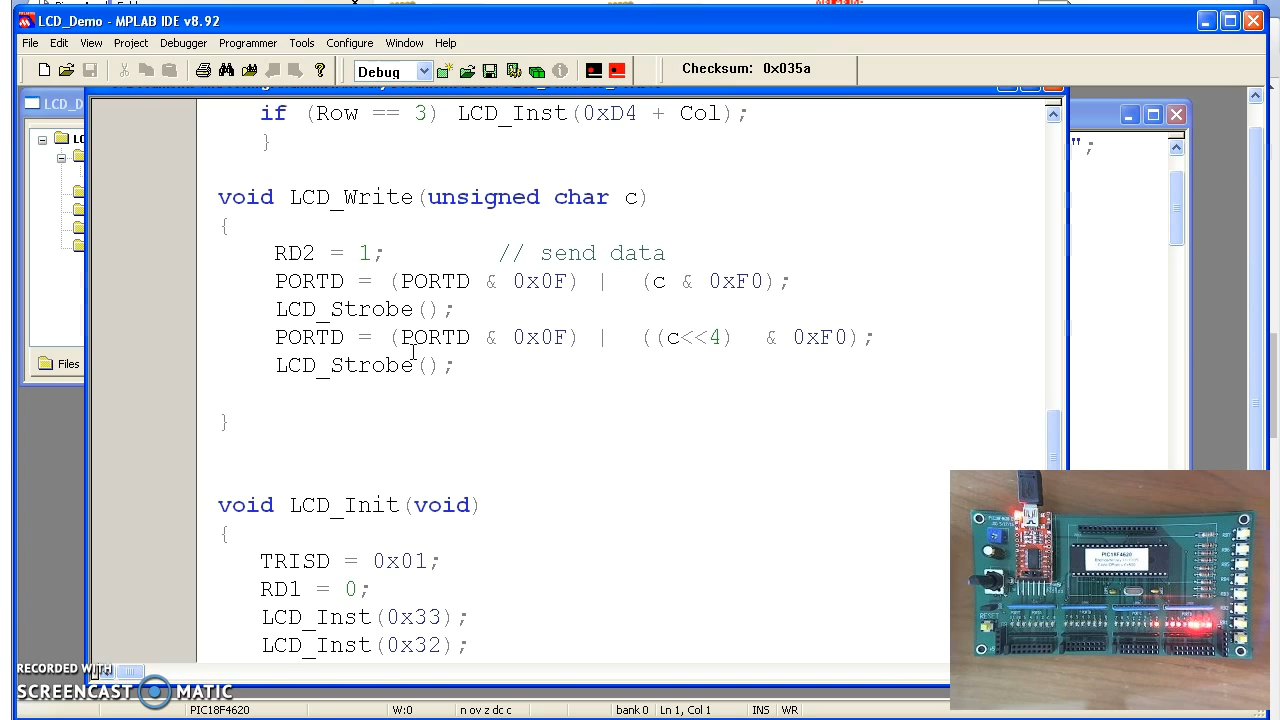 LCD_Demo - MPLAB IDE v8.92
File Edit View Project Debugger Programmer Tools Configure Window Help
Debug
Checksum: 0x035a
LCD_D
if (Row == 3) LCD_Inst(0xD4 + Col);
}
";
void LCD_Write(unsigned char c)
{
RD2 = 1; // send data
PORTD = (PORTD & 0x0F) | (c & 0xF0);
LCD_Strobe();
PORTD = (PORTD & 0x0F) | ((c<<4) & 0xF0);
LCD_Strobe();
Files
}
void LCD_Init(void)
{
TRISD = 0x01;
RD1 = 0;
LCD_Inst(0x33);
LCD_Inst(0x32);
PIC18F4620
RESET
RECORDED WITH
SCREENCAST MATIC
PIC18F4620 W:0 n ov z dc c bank 0 Ln 1, Col 1 INS WR